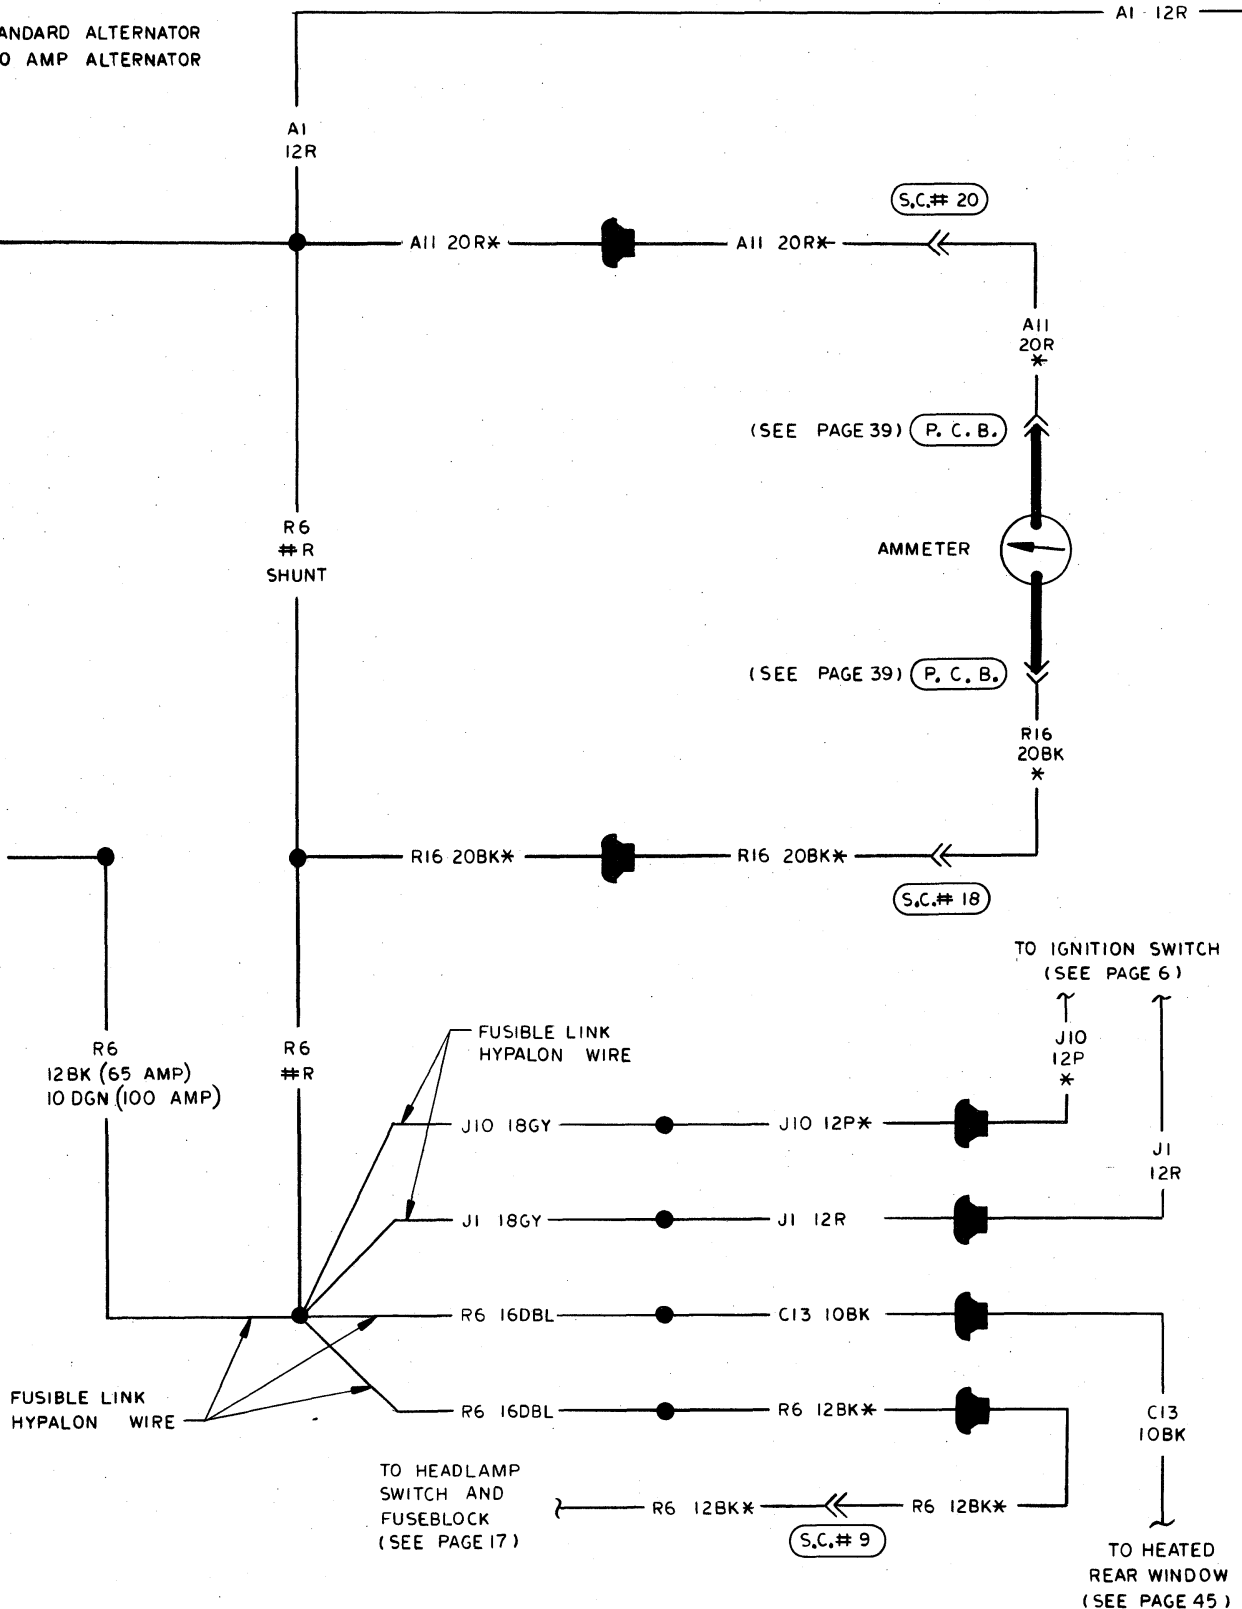 A1 12R
ANDARD ALTERNATOR
0 AMP ALTERNATOR
A1
12R
S.C.# 20
A11 20R*
A11 20R*
A11
20R
*
(SEE PAGE 39)
P. C. B.
R6
#R
SHUNT
AMMETER
(SEE PAGE 39)
P. C. B.
R16
20BK
*
R16 20BK*
R16 20BK*
S.C.# 18
TO IGNITION SWITCH
(SEE PAGE 6)
FUSIBLE LINK
HYPALON WIRE
J10
12P
*
R6
12BK (65 AMP)
10 DGN (100 AMP)
R6
#R
J10 18GY
J10 12P*
J1
12R
J1 18GY
J1 12R
R6 16DBL
C13 10BK
FUSIBLE LINK
HYPALON WIRE
R6 16DBL
R6 12BK*
C13
10BK
TO HEADLAMP
SWITCH AND
FUSEBLOCK
(SEE PAGE 17)
R6 12BK*
R6 12BK*
S.C.# 9
TO HEATED
REAR WINDOW
(SEE PAGE 45)